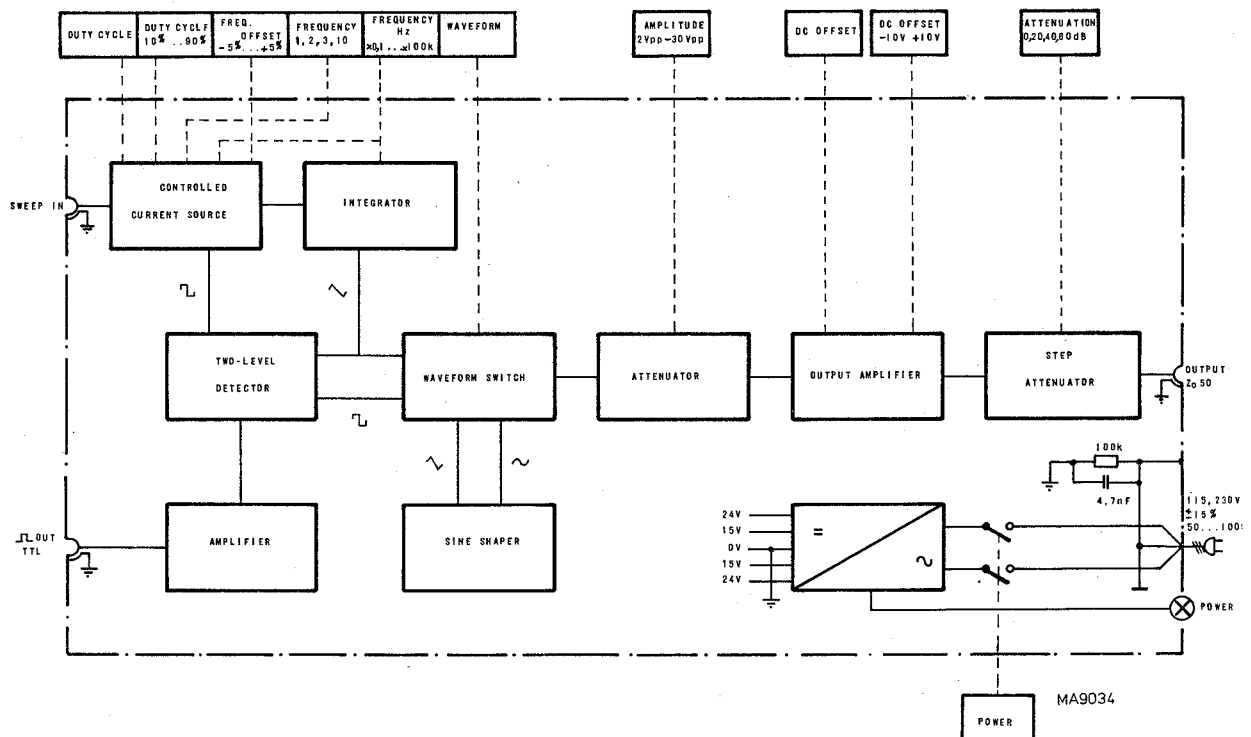 DUTY CYCLE
DUTY CYCLE
10% ..90%
FREQ.
OFFSET
-5%...+5%
FREQUENCY
1,2,3,10
FREQUENCY
Hz
x0,1...x100k
WAVEFORM
AMPLITUDE
2Vpp-30Vpp
DC OFFSET
DC OFFSET
-10V +10V
ATTENUATION
0,20,40,60dB
SWEEP IN
CONTROLLED
CURRENT SOURCE
INTEGRATOR
TWO-LEVEL
DETECTOR
WAVEFORM SWITCH
ATTENUATOR
OUTPUT AMPLIFIER
STEP
ATTENUATOR
OUTPUT
Zo 50
100k
4,7nF
115,230V
±15%
50...100
OUT
TTL
AMPLIFIER
SINE SHAPER
24V
15V
0V
15V
24V
=
~
POWER
MA9034
POWER